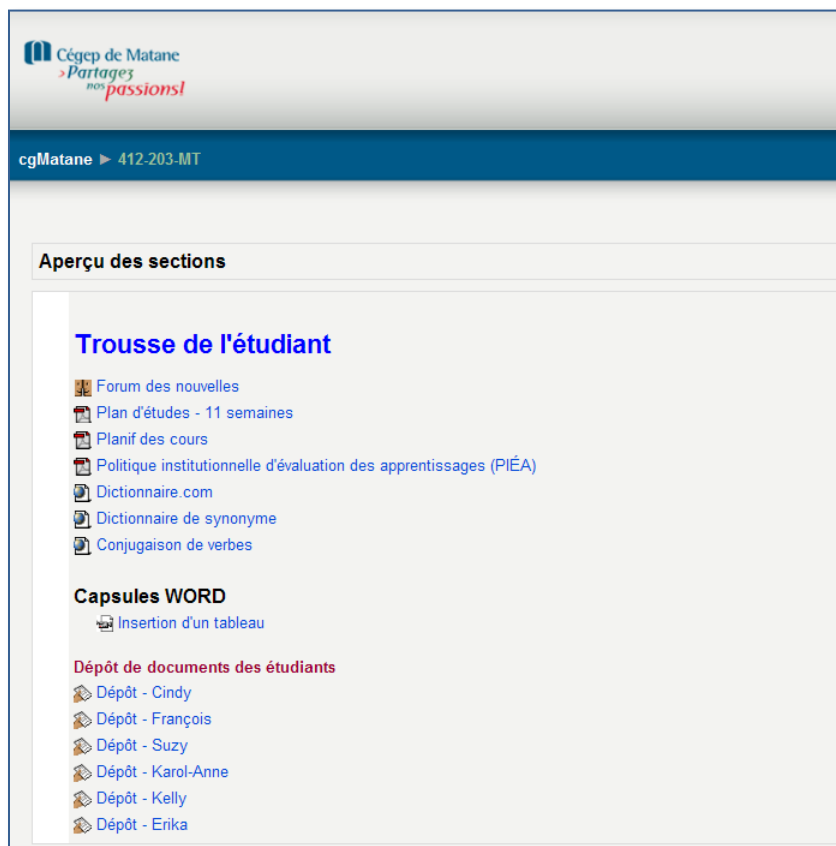 Cégep de Matane
>Partagez
nos passions!
cgMatane ► 412-203-MT
Aperçu des sections
Trousse de l'étudiant
Forum des nouvelles
Plan d'études - 11 semaines
Planif des cours
Politique institutionnelle d'évaluation des apprentissages (PIÉA)
Dictionnaire.com
Dictionnaire de synonyme
Conjugaison de verbes
Capsules WORD
Insertion d'un tableau
Dépôt de documents des étudiants
Dépôt - Cindy
Dépôt - François
Dépôt - Suzy
Dépôt - Karol-Anne
Dépôt - Kelly
Dépôt - Erika